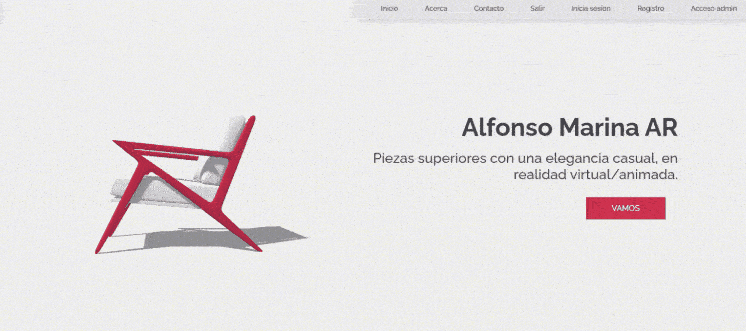 Inicio Acerca Contacto Salir Inicia sesión Registro Acceso admin
Alfonso Marina AR
Piezas superiores con una elegancia casual, en
realidad virtual/animada.
VAMOS